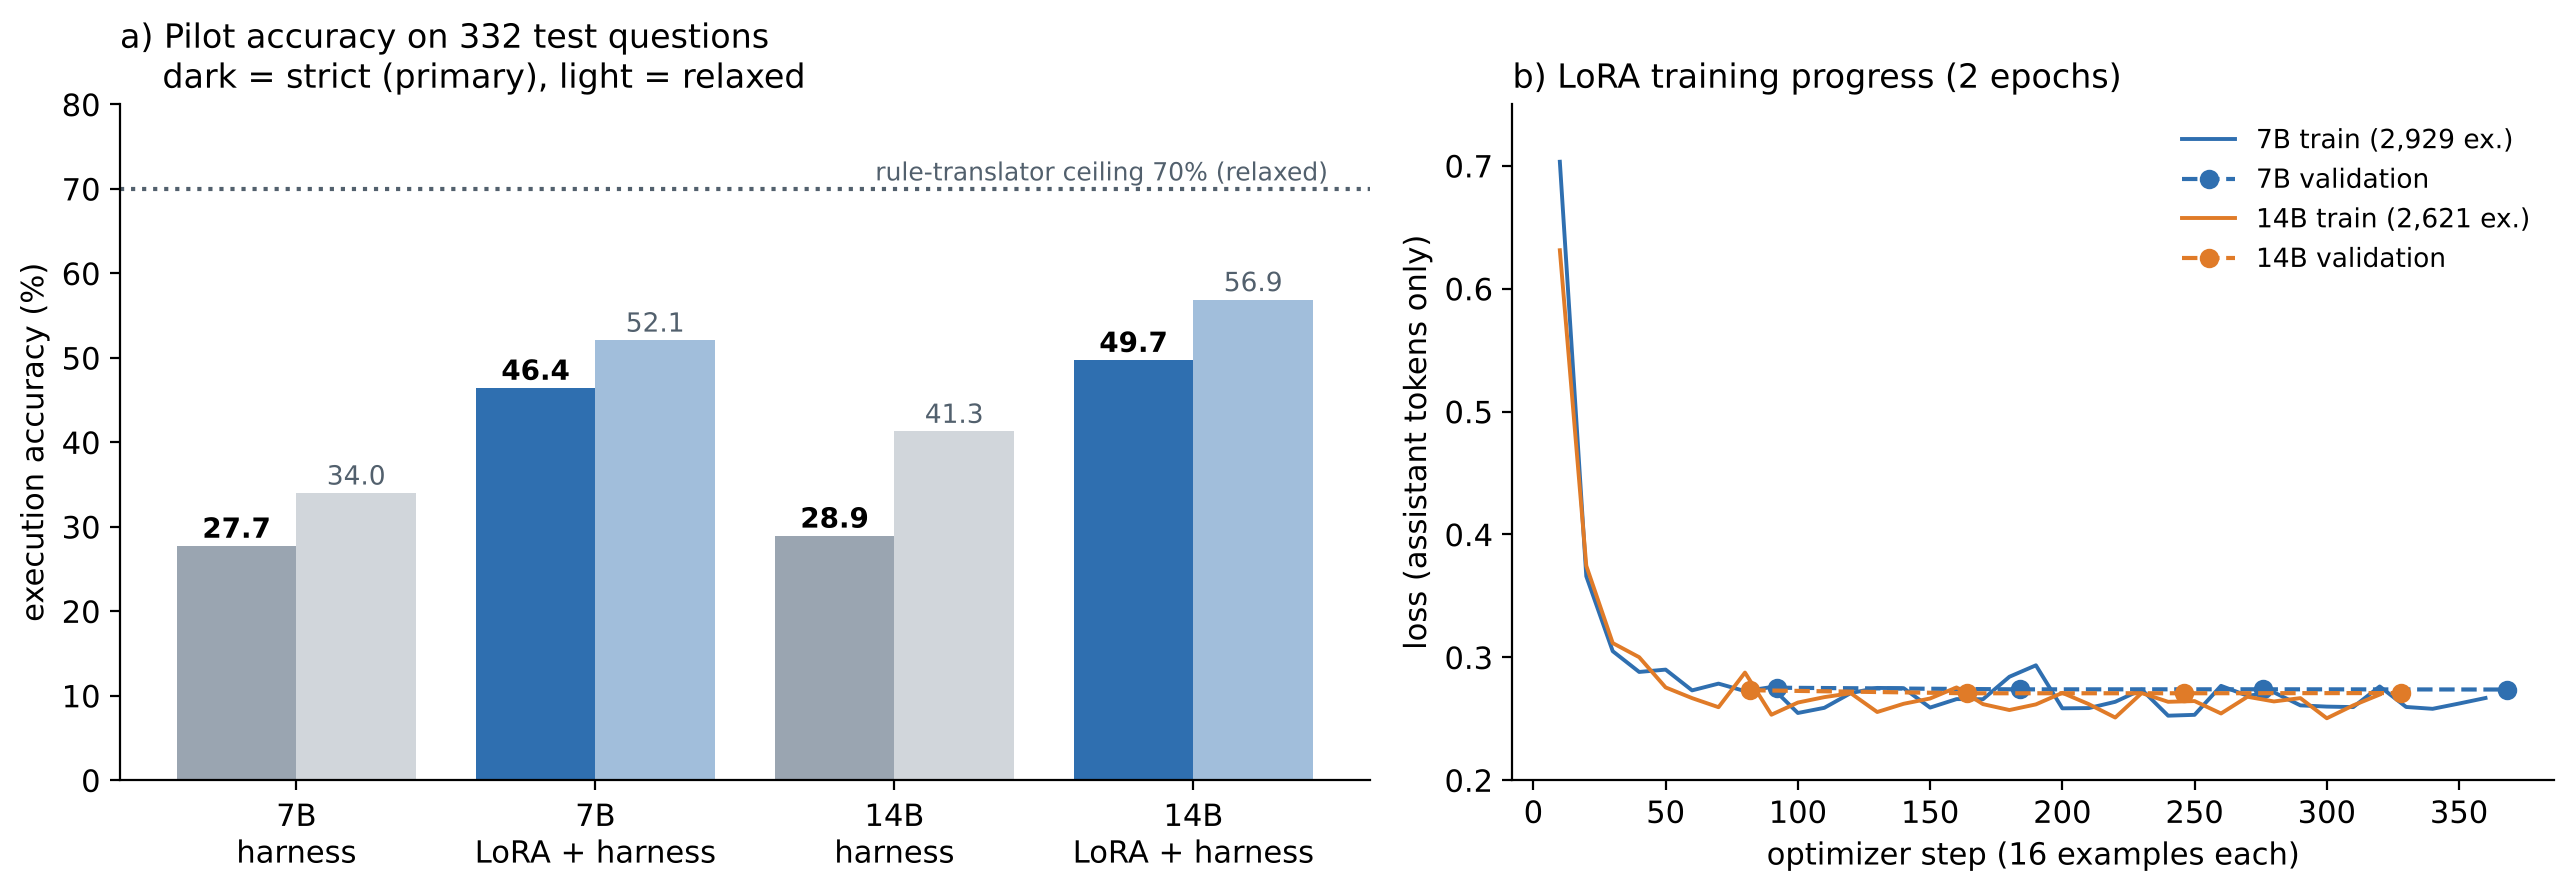 a) Pilot accuracy on 332 test questions
dark = strict (primary), light = relaxed
execution accuracy (%)
80
70
60
50
40
30
20
10
0
rule-translator ceiling 70% (relaxed)
27.7
34.0
46.4
52.1
28.9
41.3
49.7
56.9
7B
harness
7B
LoRA + harness
14B
harness
14B
LoRA + harness
b) LoRA training progress (2 epochs)
loss (assistant tokens only)
0.7
0.6
0.5
0.4
0.3
0.2
7B train (2,929 ex.)
7B validation
14B train (2,621 ex.)
14B validation
0 50 100 150 200 250 300 350
optimizer step (16 examples each)